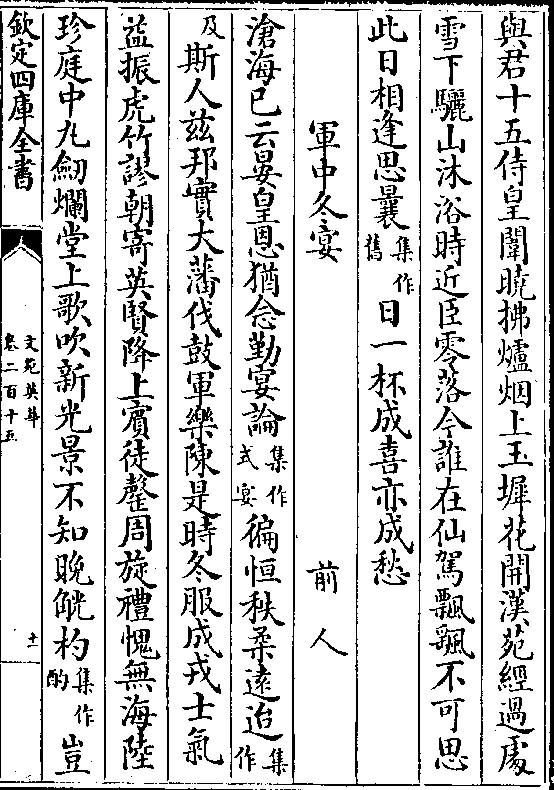 與君十五侍皇闈曉拂爐烟上玉墀花開漢苑經過處
雪下驪山沐浴時近臣零落今誰在仙駕飄飄不可思
此日相逢思曩集作舊日一杯成喜亦成愁
軍中冬宴 前人
滄海已云晏皇恩猶念勤宴論集作式宴徧恒秩柔遠迨集作
及斯人兹邦實大藩伐鼓軍樂陳是時冬服成戎士氣
益振虎竹謬朝寄英賢降上賓徒罄周旋禮愧無海陸
珍庭中丸劒爛堂上歌吹新光景不知晚觥杓集作酌豈
欽定四庫全書
文苑英華
卷二百十五
十一